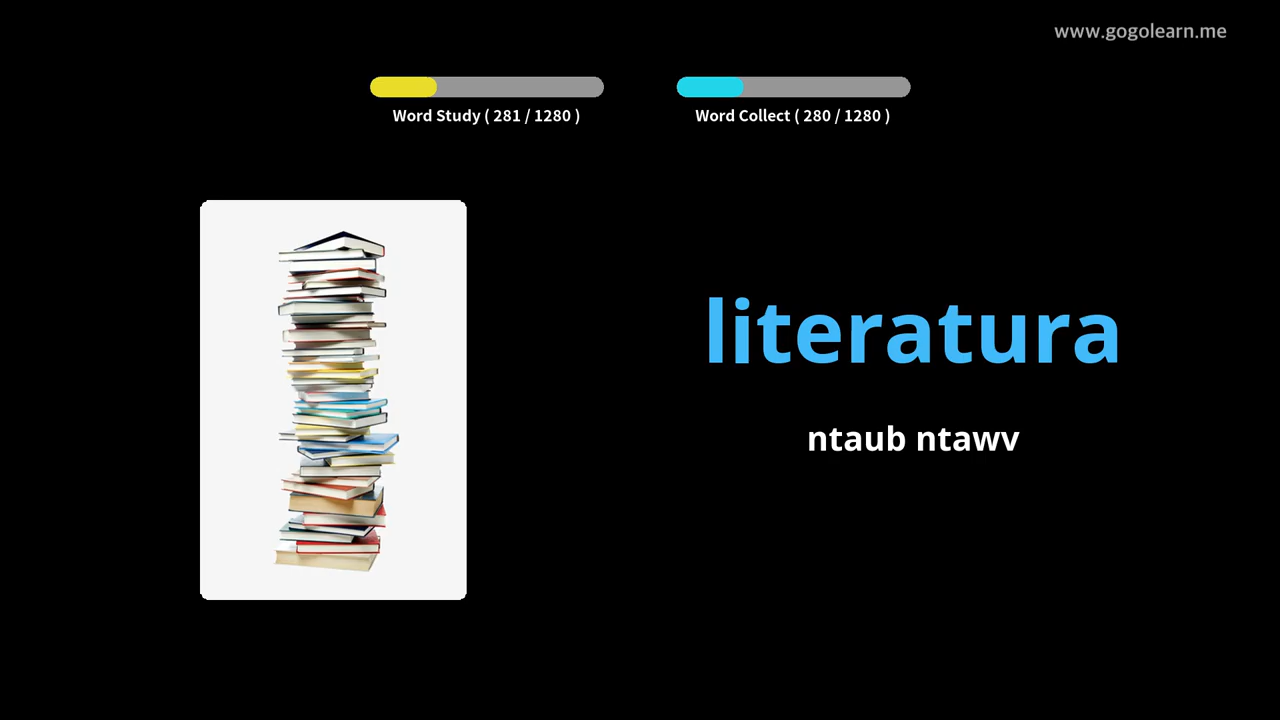 www.gogolearn.me
Word Study ( 281 / 1280 )
Word Collect ( 280 / 1280 )
literatura
ntaub ntawv